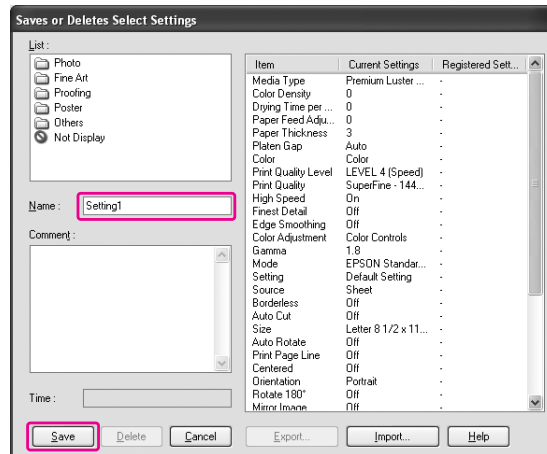 Saves or Deletes Select Settings
List :
Photo
Fine Art
Proofing
Poster
Others
Not Display
Name : Setting1
Comment :
Time :
Item Current Settings Registered Sett...
Media Type Premium Luster ... -
Color Density 0 -
Drying Time per ... 0 -
Paper Feed Adju... 0 -
Paper Thickness 3 -
Platen Gap Auto -
Color Color -
Print Quality Level LEVEL 4 (Speed) -
Print Quality SuperFine - 144... -
High Speed On -
Finest Detail Off -
Edge Smoothing Off -
Color Adjustment Color Controls -
Gamma 1.8 -
Mode EPSON Standar... -
Setting Default Setting -
Source Sheet -
Borderless Off -
Auto Cut Off -
Size Letter 8 1/2 x 11... -
Auto Rotate Off -
Print Page Line Off -
Centered Off -
Orientation Portrait -
Rotate 180° Off -
Mirror Image Off -
Save Delete Cancel Export... Import... Help